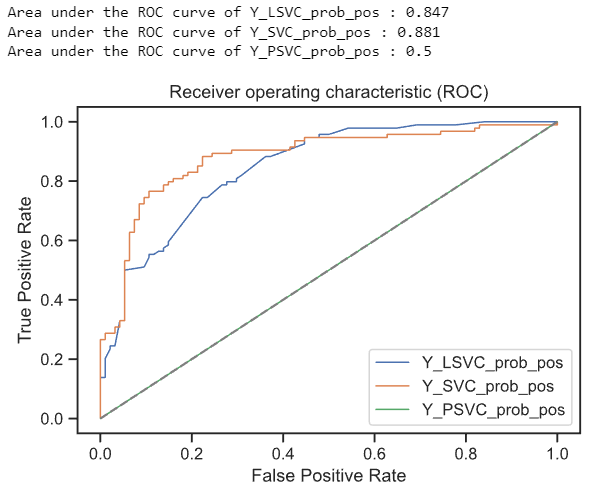 Area under the ROC curve of Y_LSVC_prob_pos : 0.847
Area under the ROC curve of Y_SVC_prob_pos : 0.881
Area under the ROC curve of Y_PSVC_prob_pos : 0.5
Receiver operating characteristic (ROC)
1.0
0.8
0.6
0.4
0.2
0.0
True Positive Rate
Y_LSVC_prob_pos
Y_SVC_prob_pos
Y_PSVC_prob_pos
0.0 0.2 0.4 0.6 0.8 1.0
False Positive Rate